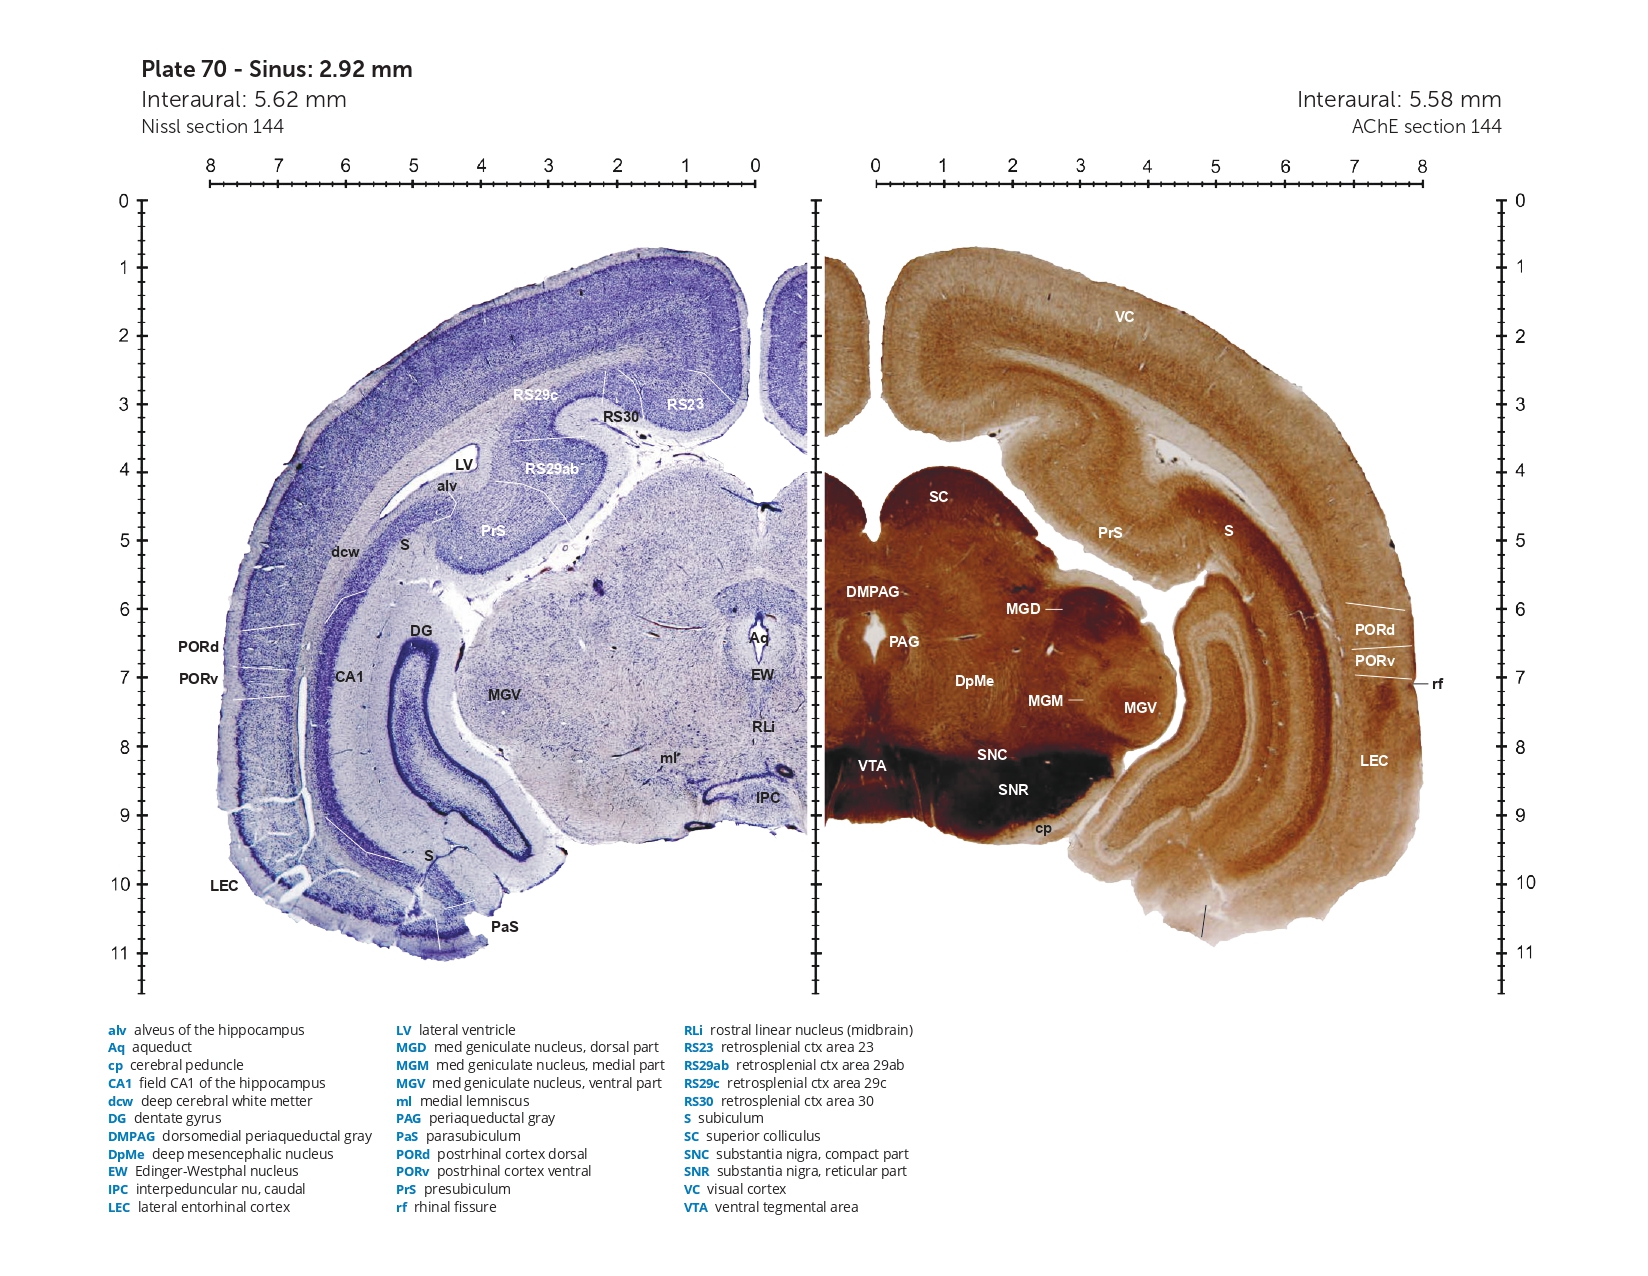 Plate 70 - Sinus: 2.92 mm
Interaural: 5.62 mm
Interaural: 5.58 mm
Nissl section 144
AChE section 144
8 7 6 5 4 3 2 1 0
0 1 2 3 4 5 6 7 8
0
1
2
3
4
5
6
7
8
9
10
11
RS29c
RS30
RS23
LV
RS29ab
alv
PrS
S
dcw
DG
Aq
PORd
CA1
EW
PORv
MGV
RLi
ml
IPC
S
LEC
PaS
VC
SC
PrS
S
DMPAG
MGD
PAG
PORd
PORv
DpMe
rf
MGM
MGV
SNC
VTA
LEC
SNR
cp
0
1
2
3
4
5
6
7
8
9
10
11
alv alveus of the hippocampus
Aq aqueduct
cp cerebral peduncle
CA1 field CA1 of the hippocampus
dcw deep cerebral white metter
DG dentate gyrus
DMPAG dorsomedial periaqueductal gray
DpMe deep mesencephalic nucleus
EW Edinger-Westphal nucleus
IPC interpeduncular nu, caudal
LEC lateral entorhinal cortex
LV lateral ventricle
MGD med geniculate nucleus, dorsal part
MGM med geniculate nucleus, medial part
MGV med geniculate nucleus, ventral part
ml medial lemniscus
PAG periaqueductal gray
PaS parasubiculum
PORd postrhinal cortex dorsal
PORv postrhinal cortex ventral
PrS presubiculum
rf rhinal fissure
RLi rostral linear nucleus (midbrain)
RS23 retrosplenial ctx area 23
RS29ab retrosplenial ctx area 29ab
RS29c retrosplenial ctx area 29c
RS30 retrosplenial ctx area 30
S subiculum
SC superior colliculus
SNC substantia nigra, compact part
SNR substantia nigra, reticular part
VC visual cortex
VTA ventral tegmental area